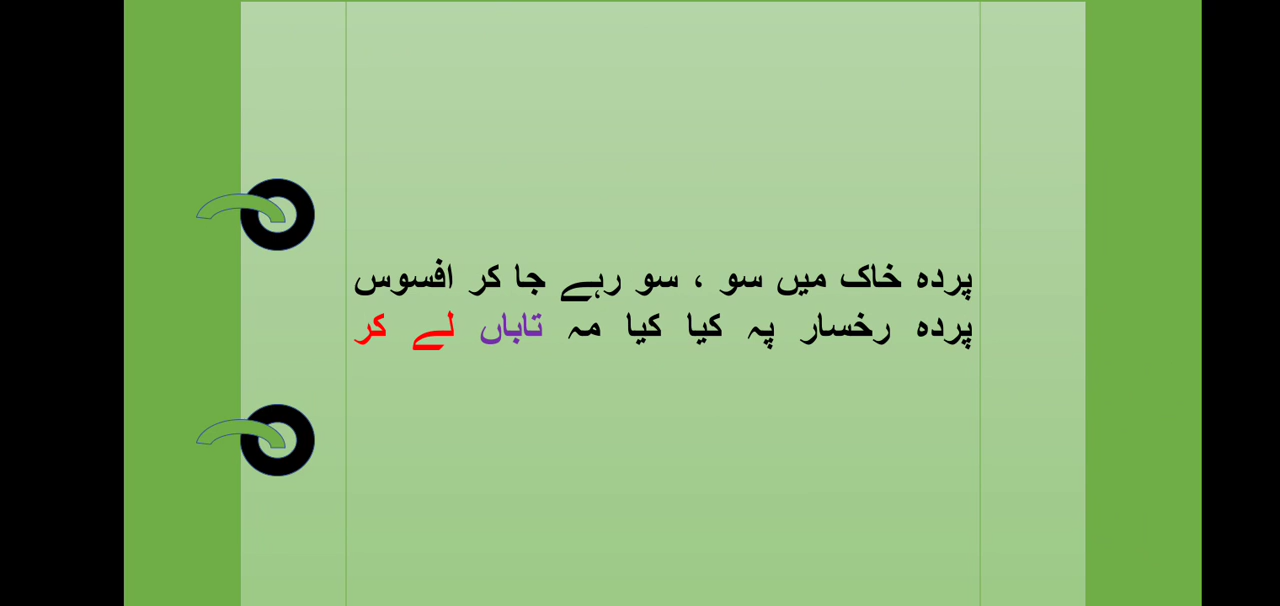 پردہ خاک میں سو ، سو رہے جا کر افسوس
پردہ رخسار پہ کیا کیا مہ تاباں لے کر